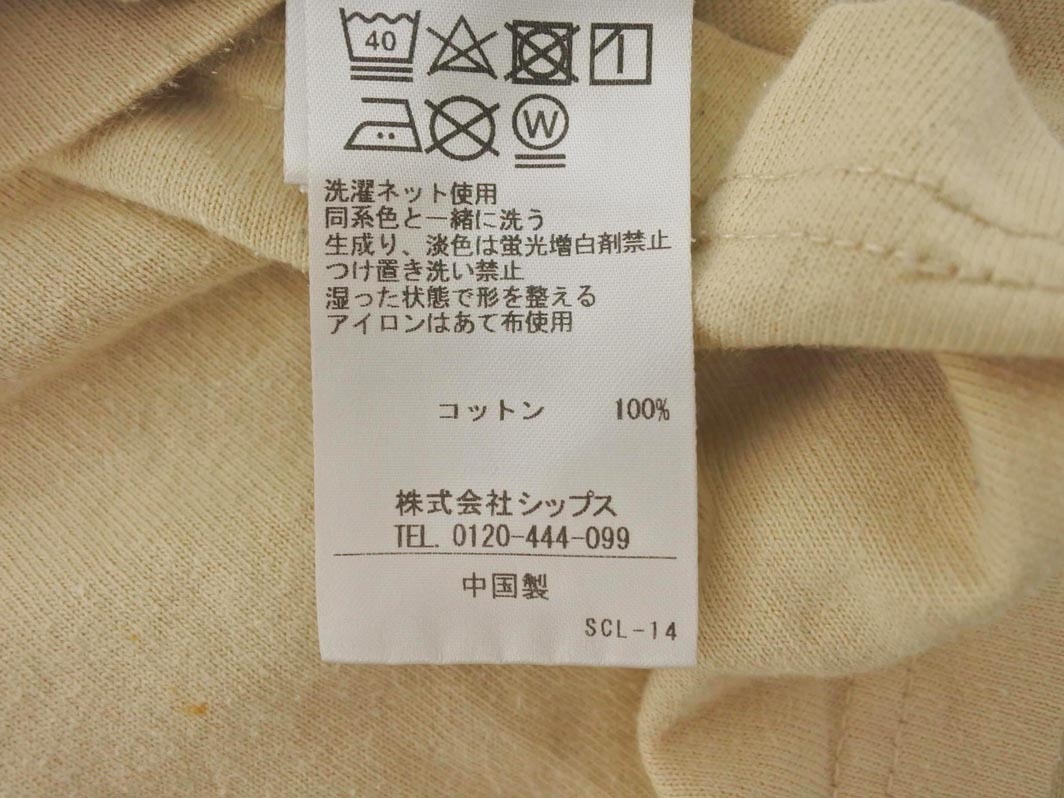 40
W
洗濯ネット使用
同系色と一緒に洗う
生成り、淡色は蛍光増白剤禁止
つけ置き洗い禁止
湿った状態で形を整える
アイロンはあて布使用
コットン 100%
株式会社シップス
TEL. 0120-444-099
中国製
SCL-14